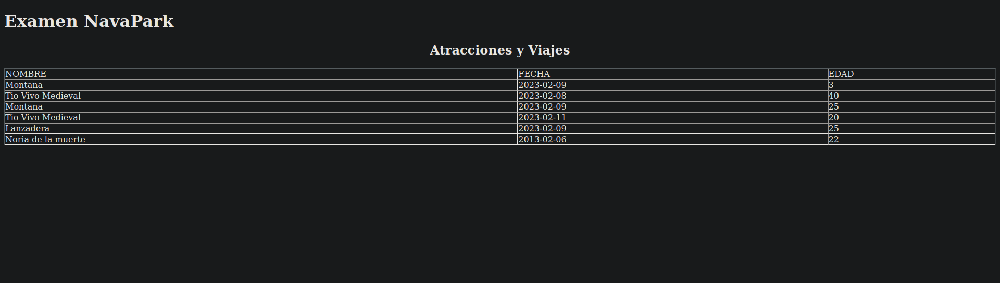 Examen NavaPark
Atracciones y Viajes
NOMBRE FECHA EDAD
Montana 2023-02-09 3
Tio Vivo Medieval 2023-02-08 40
Montana 2023-02-09 25
Tio Vivo Medieval 2023-02-11 20
Lanzadera 2023-02-09 25
Noria de la muerte 2013-02-06 22